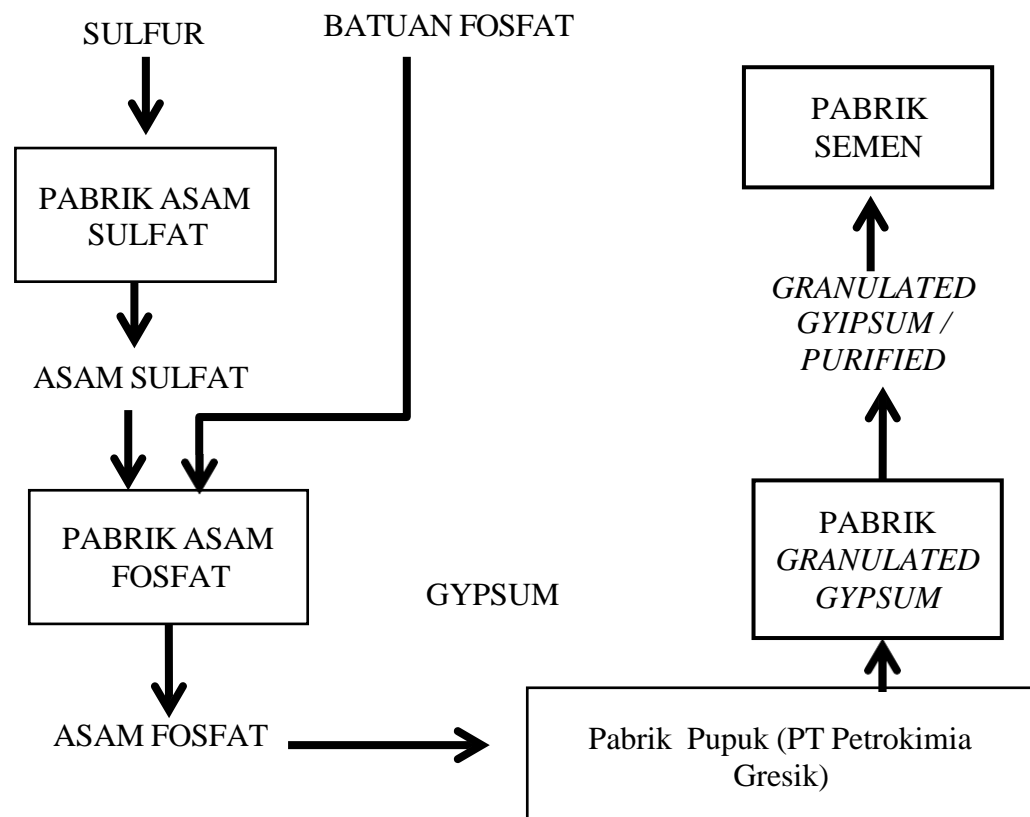 SULFUR
BATUAN FOSFAT
PABRIK ASAM
SULFAT
ASAM SULFAT
PABRIK ASAM
FOSFAT
ASAM FOSFAT
GYPSUM
Pabrik Pupuk (PT Petrokimia
Gresik)
PABRIK
GRANULATED
GYPSUM
GRANULATED
GYIPSUM /
PURIFIED
PABRIK
SEMEN